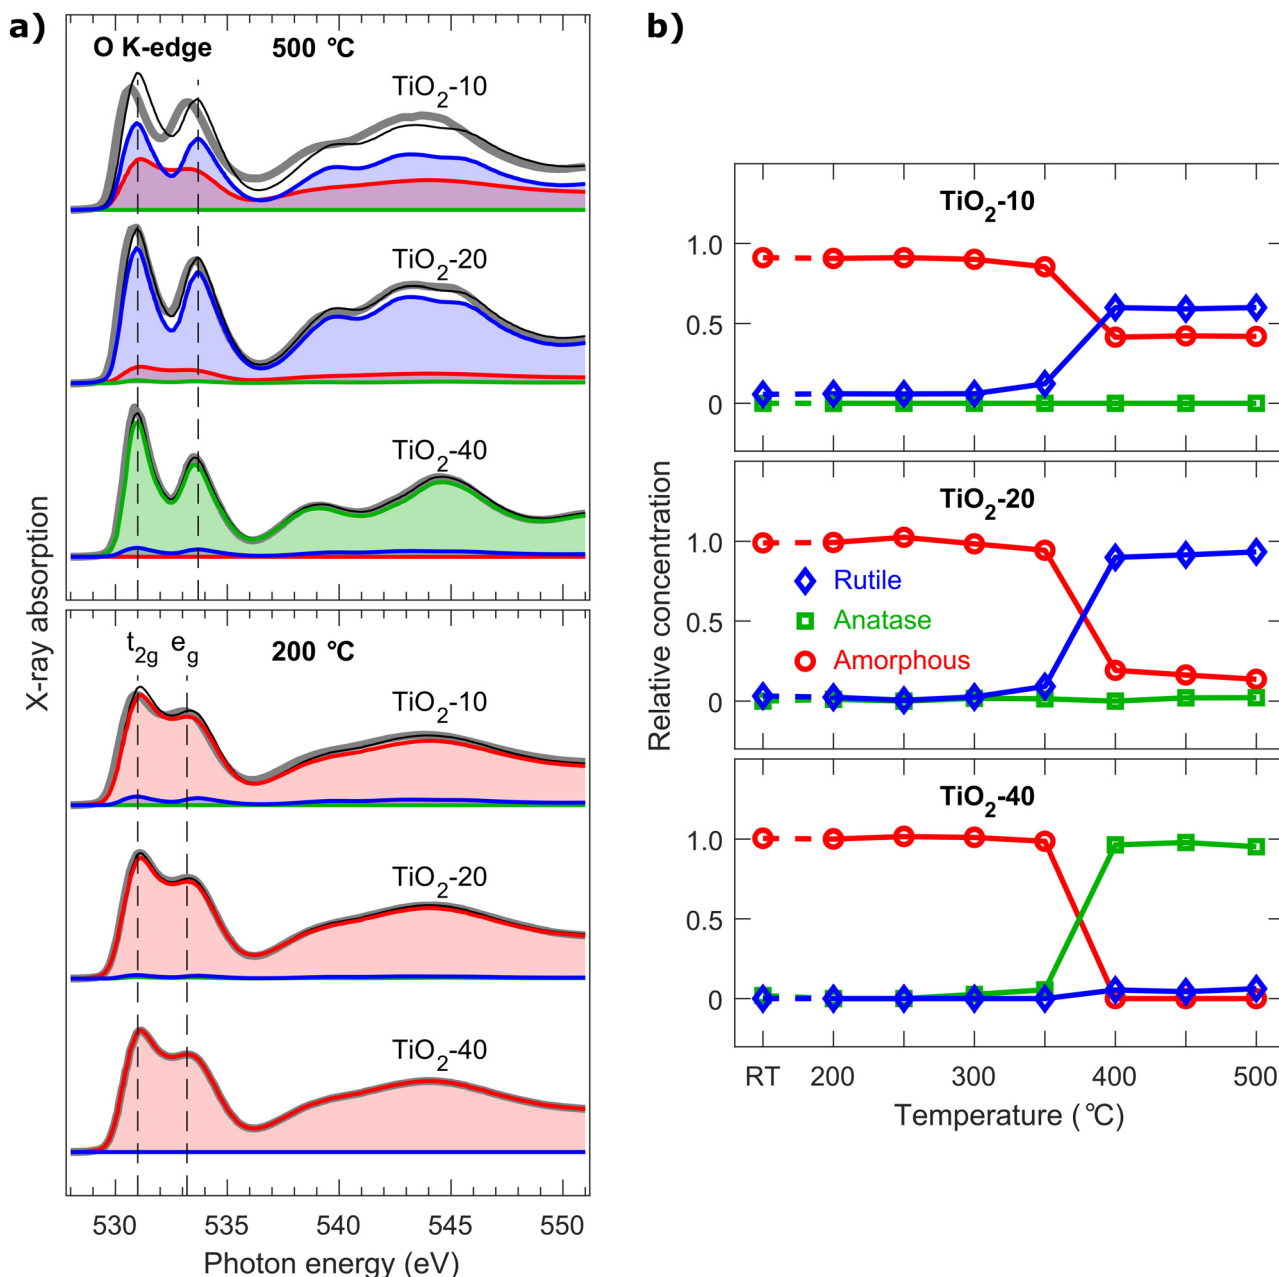 a)
O K-edge 500 °C
TiO2-10
TiO2-20
TiO2-40
t2g eg 200 °C
TiO2-10
TiO2-20
TiO2-40
X-ray absorption
530 535 540 545 550
Photon energy (eV)
b)
TiO2-10
1.0
0.5
0
TiO2-20
1.0
0.5
0
Rutile
Anatase
Amorphous
TiO2-40
1.0
0.5
0
Relative concentration
RT 200 300 400 500
Temperature (°C)